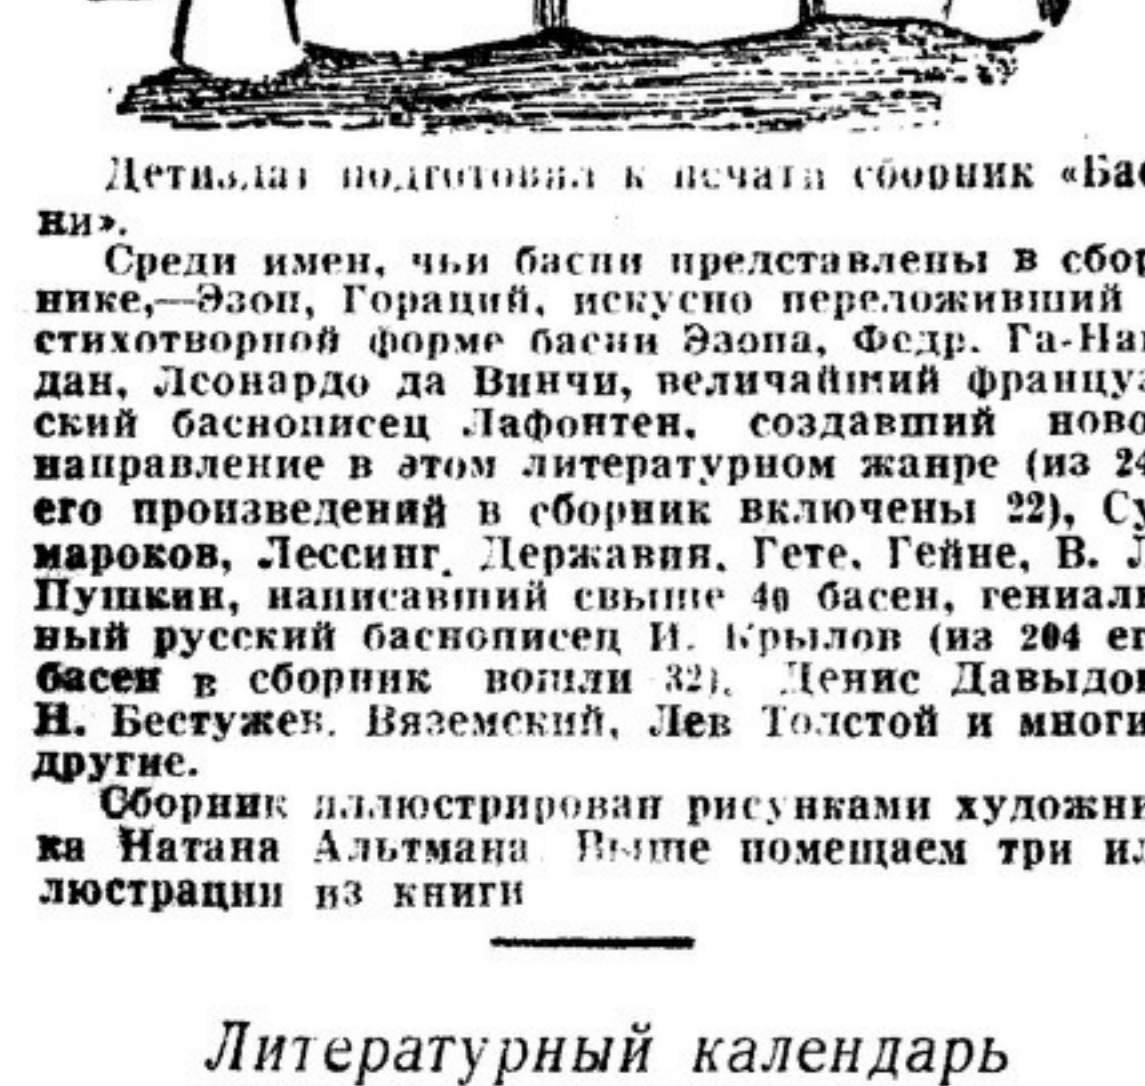 Детиздат подготовил к печати сборник «Бас
ни».
Среди имен, чьи басни представлены в сбор
нике,—Эзоп, Гораций, искусно переложивший
стихотворной форме басни Эзопа, Федр. Га-На
дан, Леонардо да Винчи, величайший францу
ский баснописец Лафонтен, создавший ново
направление в этом литературном жанре (из 24
его произведений в сборник включены 22), Су
мароков, Лессинг, Державин, Гете, Гейне, В. Л
Пушкин, написавший свыше 40 басен, гениаль
ный русский баснописец И. Крылов (из 204 ег
басен в сборник вошли 32), Денис Давыдов
Н. Бестужев, Вяземский, Лев Толстой и многи
другие.
Сборник иллюстрирован рисунками художни
ка Натана Альтмана Выше помещаем три ил
люстрации из книги
Литературный календарь